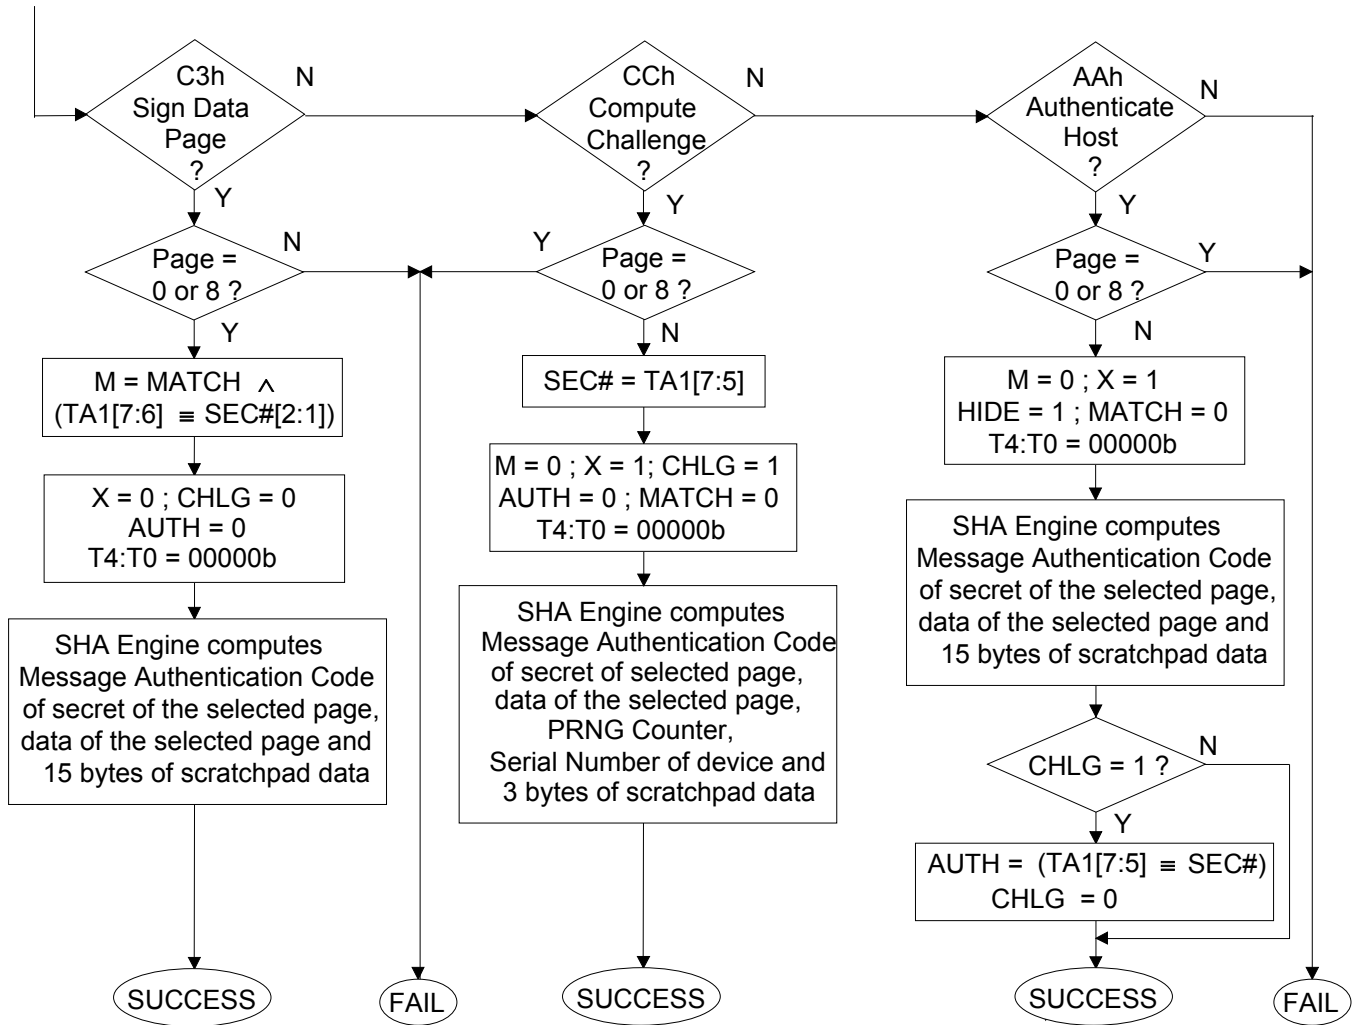 C3h
Sign Data
Page
?
N
Y
Page =
0 or 8 ?
N
Y
M = MATCH ∧
(TA1[7:6] ≡ SEC#[2:1])
X = 0 ; CHLG = 0
AUTH = 0
T4:T0 = 00000b
SHA Engine computes
Message Authentication Code
of secret of the selected page,
data of the selected page and
15 bytes of scratchpad data
SUCCESS
FAIL
CCh
Compute
Challenge
?
N
Y
Y
Page =
0 or 8 ?
N
SEC# = TA1[7:5]
M = 0 ; X = 1; CHLG = 1
AUTH = 0 ; MATCH = 0
T4:T0 = 00000b
SHA Engine computes
Message Authentication Code
of secret of selected page,
data of the selected page,
PRNG Counter,
Serial Number of device and
3 bytes of scratchpad data
SUCCESS
AAh
Authenticate
Host
?
N
Y
Page =
0 or 8 ?
Y
N
M = 0 ; X = 1
HIDE = 1 ; MATCH = 0
T4:T0 = 00000b
SHA Engine computes
Message Authentication Code
of secret of the selected page,
data of the selected page and
15 bytes of scratchpad data
CHLG = 1 ?
N
Y
AUTH = (TA1[7:5] ≡ SEC#)
CHLG = 0
SUCCESS
FAIL